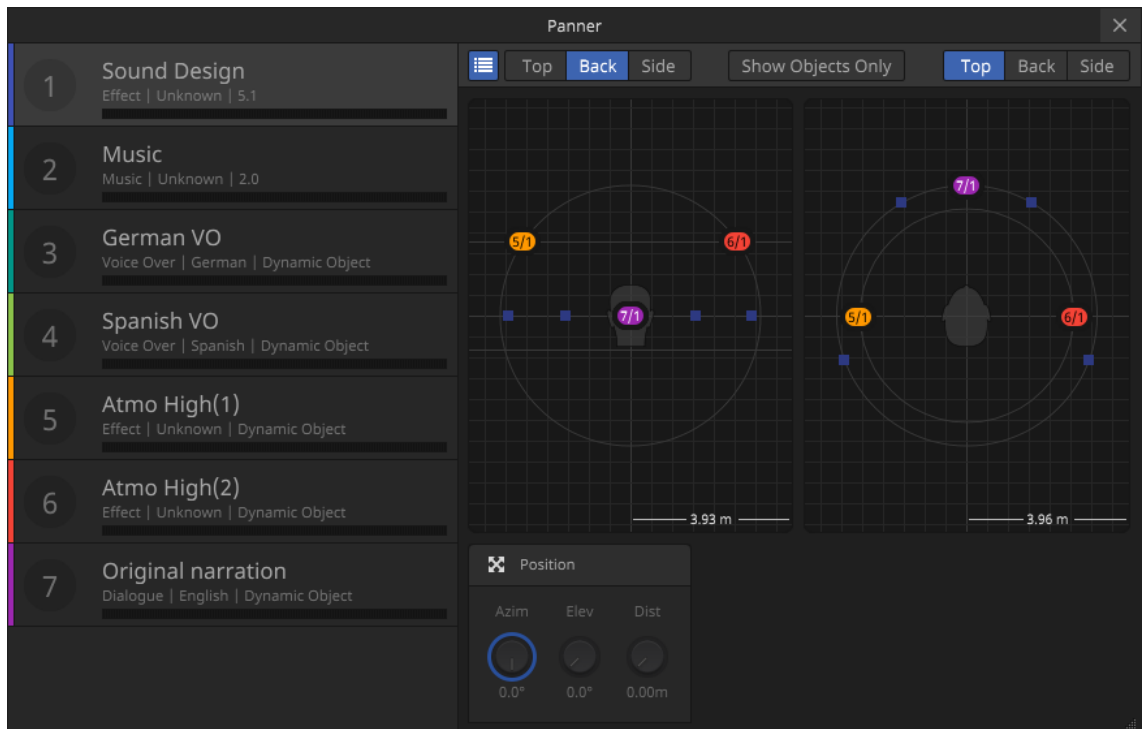 Panner
1
Sound Design
Effect | Unknown | 5.1
2
Music
Music | Unknown | 2.0
3
German VO
Voice Over | German | Dynamic Object
4
Spanish VO
Voice Over | Spanish | Dynamic Object
5
Atmo High(1)
Effect | Unknown | Dynamic Object
6
Atmo High(2)
Effect | Unknown | Dynamic Object
7
Original narration
Dialogue | English | Dynamic Object
Top Back Side Show Objects Only Top Back Side
5/1 6/1
7/1
3.93 m
7/1
5/1 6/1
3.96 m
Position
Azim Elev Dist
0.0° 0.0° 0.00m